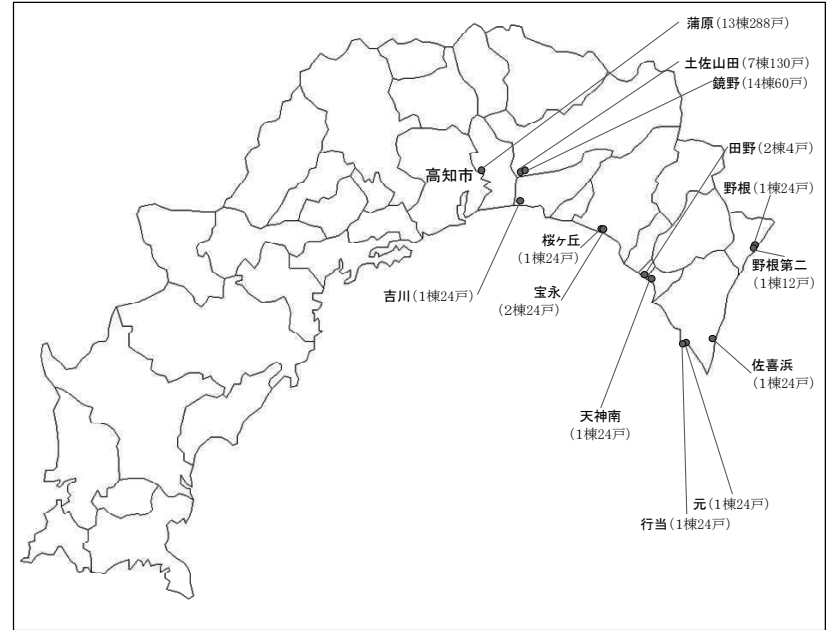 蒲原（13棟288戸）
土佐山田（7棟130戸）
鏡野（14棟60戸）
田野（2棟4戸）
高知市
野根（1棟24戸）
桜ヶ丘
（1棟24戸）
野根第二
（1棟12戸）
吉川（1棟24戸）
宝永
（2棟24戸）
佐喜浜
（1棟24戸）
天神南
（1棟24戸）
元（1棟24戸）
行当（1棟24戸）